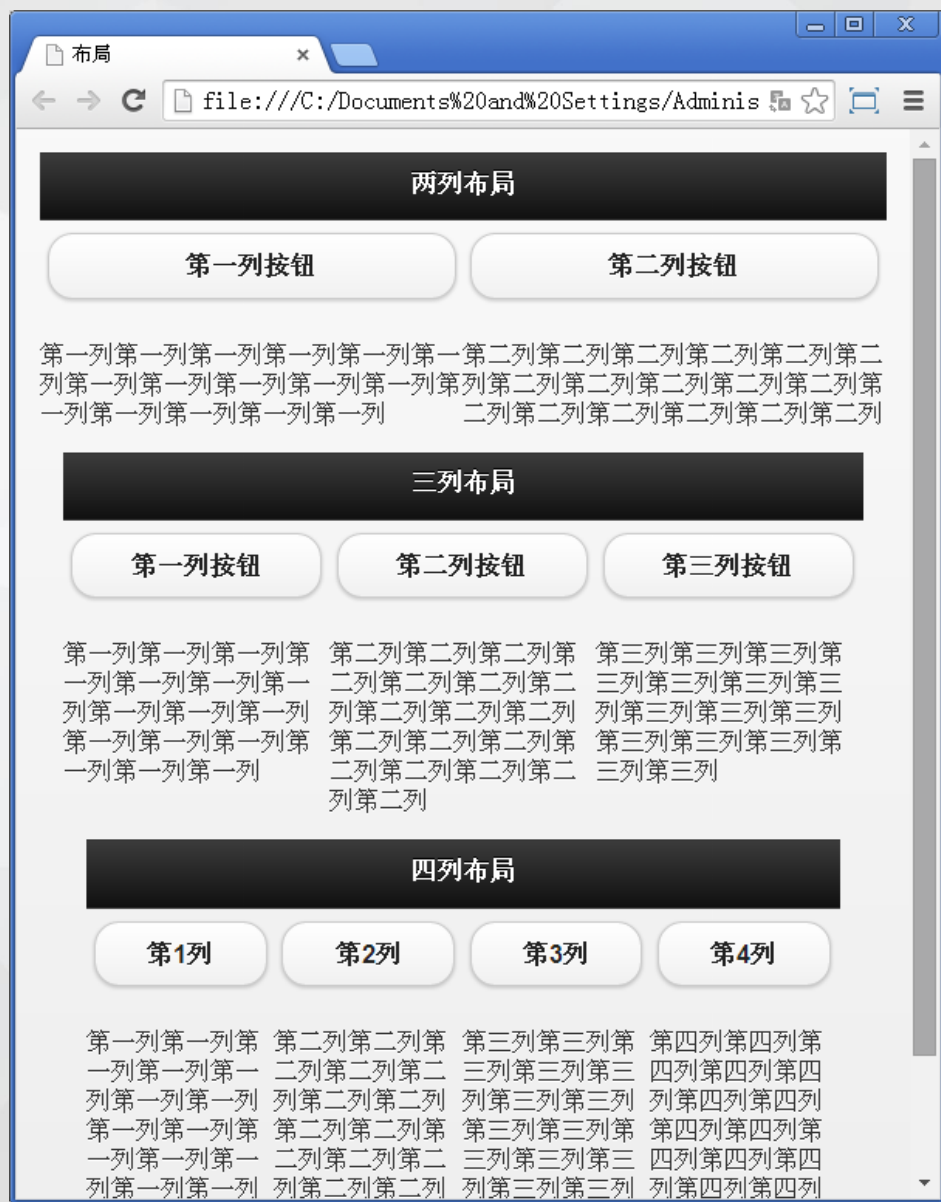 布局
file:///C:/Documents%20and%20Settings/Adminis
两列布局
第一列按钮 第二列按钮
第一列第一列第一列第一列第一列第一 第二列第二列第二列第二列第二列第二
列第一列第一列第一列第一列第一列第 列第二列第二列第二列第二列第二列第
一列第一列第一列第一列第一列 二列第二列第二列第二列第二列第二列
三列布局
第一列按钮 第二列按钮 第三列按钮
第一列第一列第一列第 第二列第二列第二列第 第三列第三列第三列第
一列第一列第一列第一 二列第二列第二列第二 三列第三列第三列第三
列第一列第一列第一列 列第二列第二列第二列 列第三列第三列第三列
第一列第一列第一列第 第二列第二列第二列第 第三列第三列第三列第
一列第一列第一列 二列第二列第二列第二 三列第三列
列第二列
四列布局
第1列 第2列 第3列 第4列
第一列第一列第 第二列第二列第 第三列第三列第 第四列第四列第
一列第一列第一 二列第二列第二 三列第三列第三 四列第四列第四
列第一列第一列 列第二列第二列 列第三列第三列 列第四列第四列
第一列第一列第 第二列第二列第 第三列第三列第 第四列第四列第
一列第一列第一 二列第二列第二 三列第三列第三 四列第四列第四
列第一列第一列 列第二列第二列 列第三列第三列 列第四列第四列